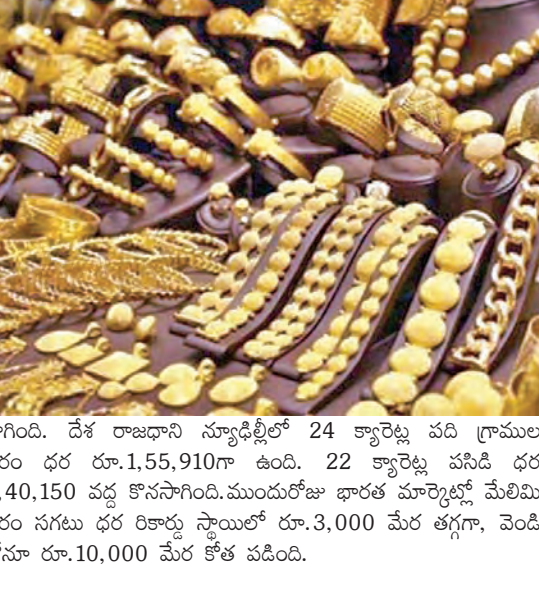 ాగింది. దేశ రాజధాని న్యూఢిల్లీలో 24 క్యారెట్ల పది గ్రాముల
రం ధర రూ.1,55,910గా ఉంది. 22 క్యారెట్ల పసిడి ధర
,40,150 వద్ద కొనసాగింది.ముందురోజు భారత మార్కెట్లో మేలిమి
రం సగటు ధర రికార్డు స్థాయిలో రూ.3,000 మేర తగ్గగా, వెండి
నూ రూ.10,000 మేర కోత పడింది.